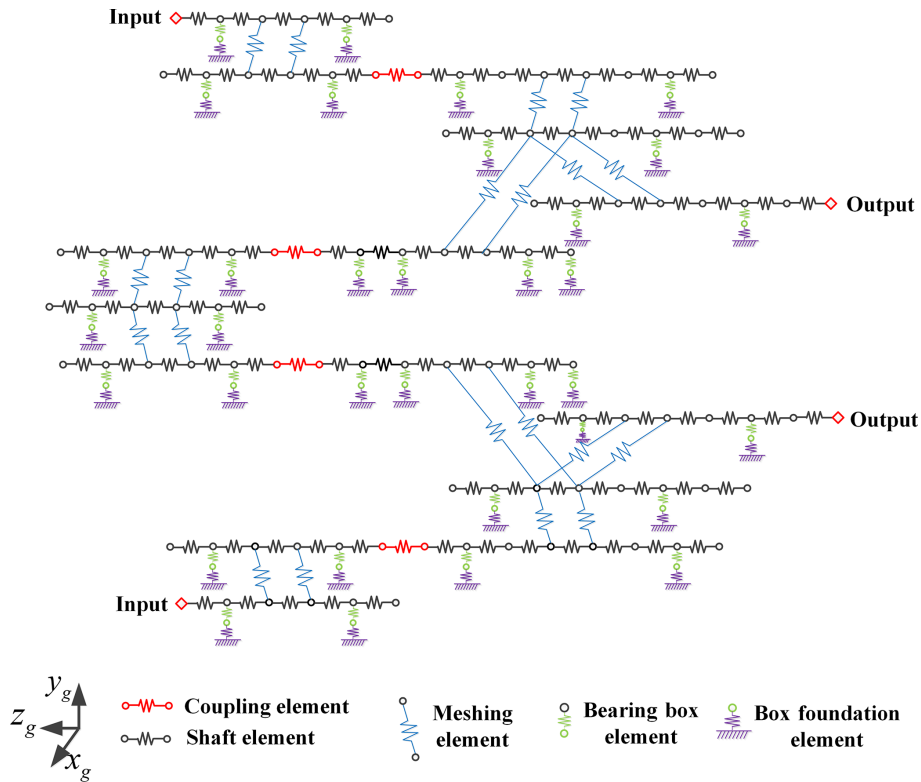 Input
Output
Output
Input
y_g
z_g
x_g
Coupling element
Shaft element
Meshing
element
Bearing box
element
Box foundation
element